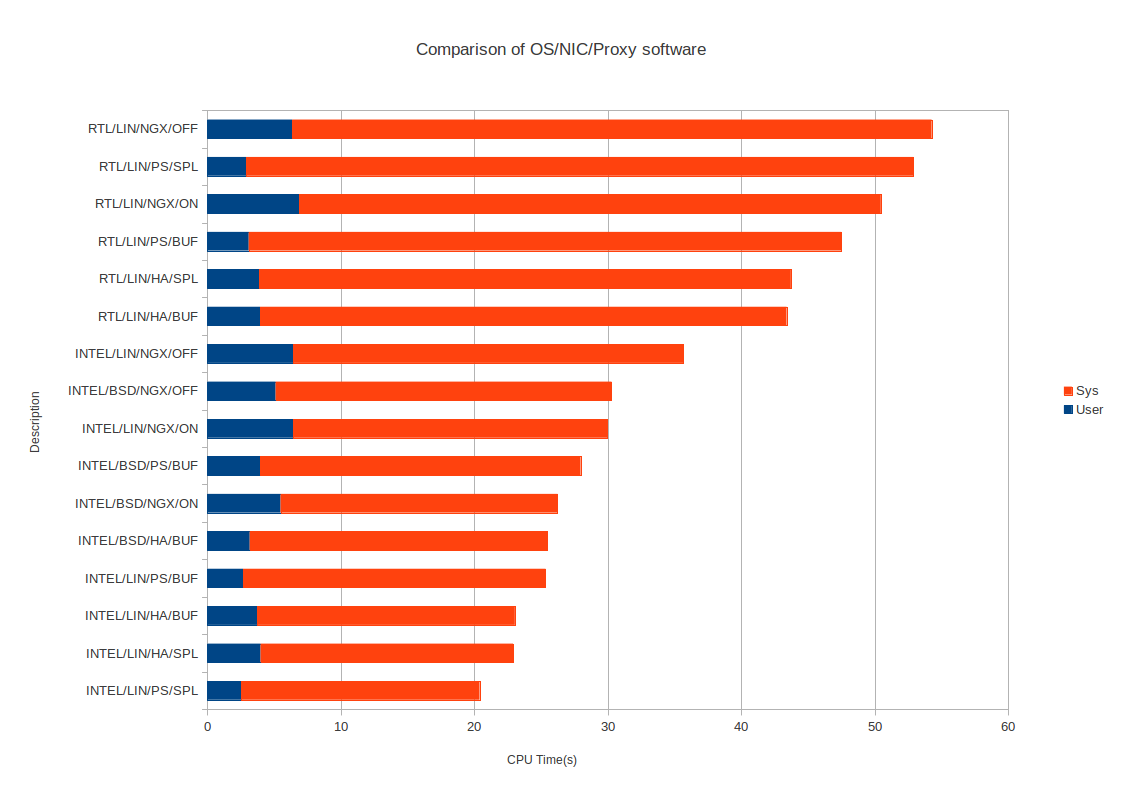 Comparison of OS/NIC/Proxy software
RTL/LIN/NGX/OFF
RTL/LIN/PS/SPL
RTL/LIN/NGX/ON
RTL/LIN/PS/BUF
RTL/LIN/HA/SPL
RTL/LIN/HA/BUF
INTEL/LIN/NGX/OFF
INTEL/BSD/NGX/OFF
INTEL/LIN/NGX/ON
INTEL/BSD/PS/BUF
INTEL/BSD/NGX/ON
INTEL/BSD/HA/BUF
INTEL/LIN/PS/BUF
INTEL/LIN/HA/BUF
INTEL/LIN/HA/SPL
INTEL/LIN/PS/SPL
Description
0 10 20 30 40 50 60
CPU Time(s)
Sys
User